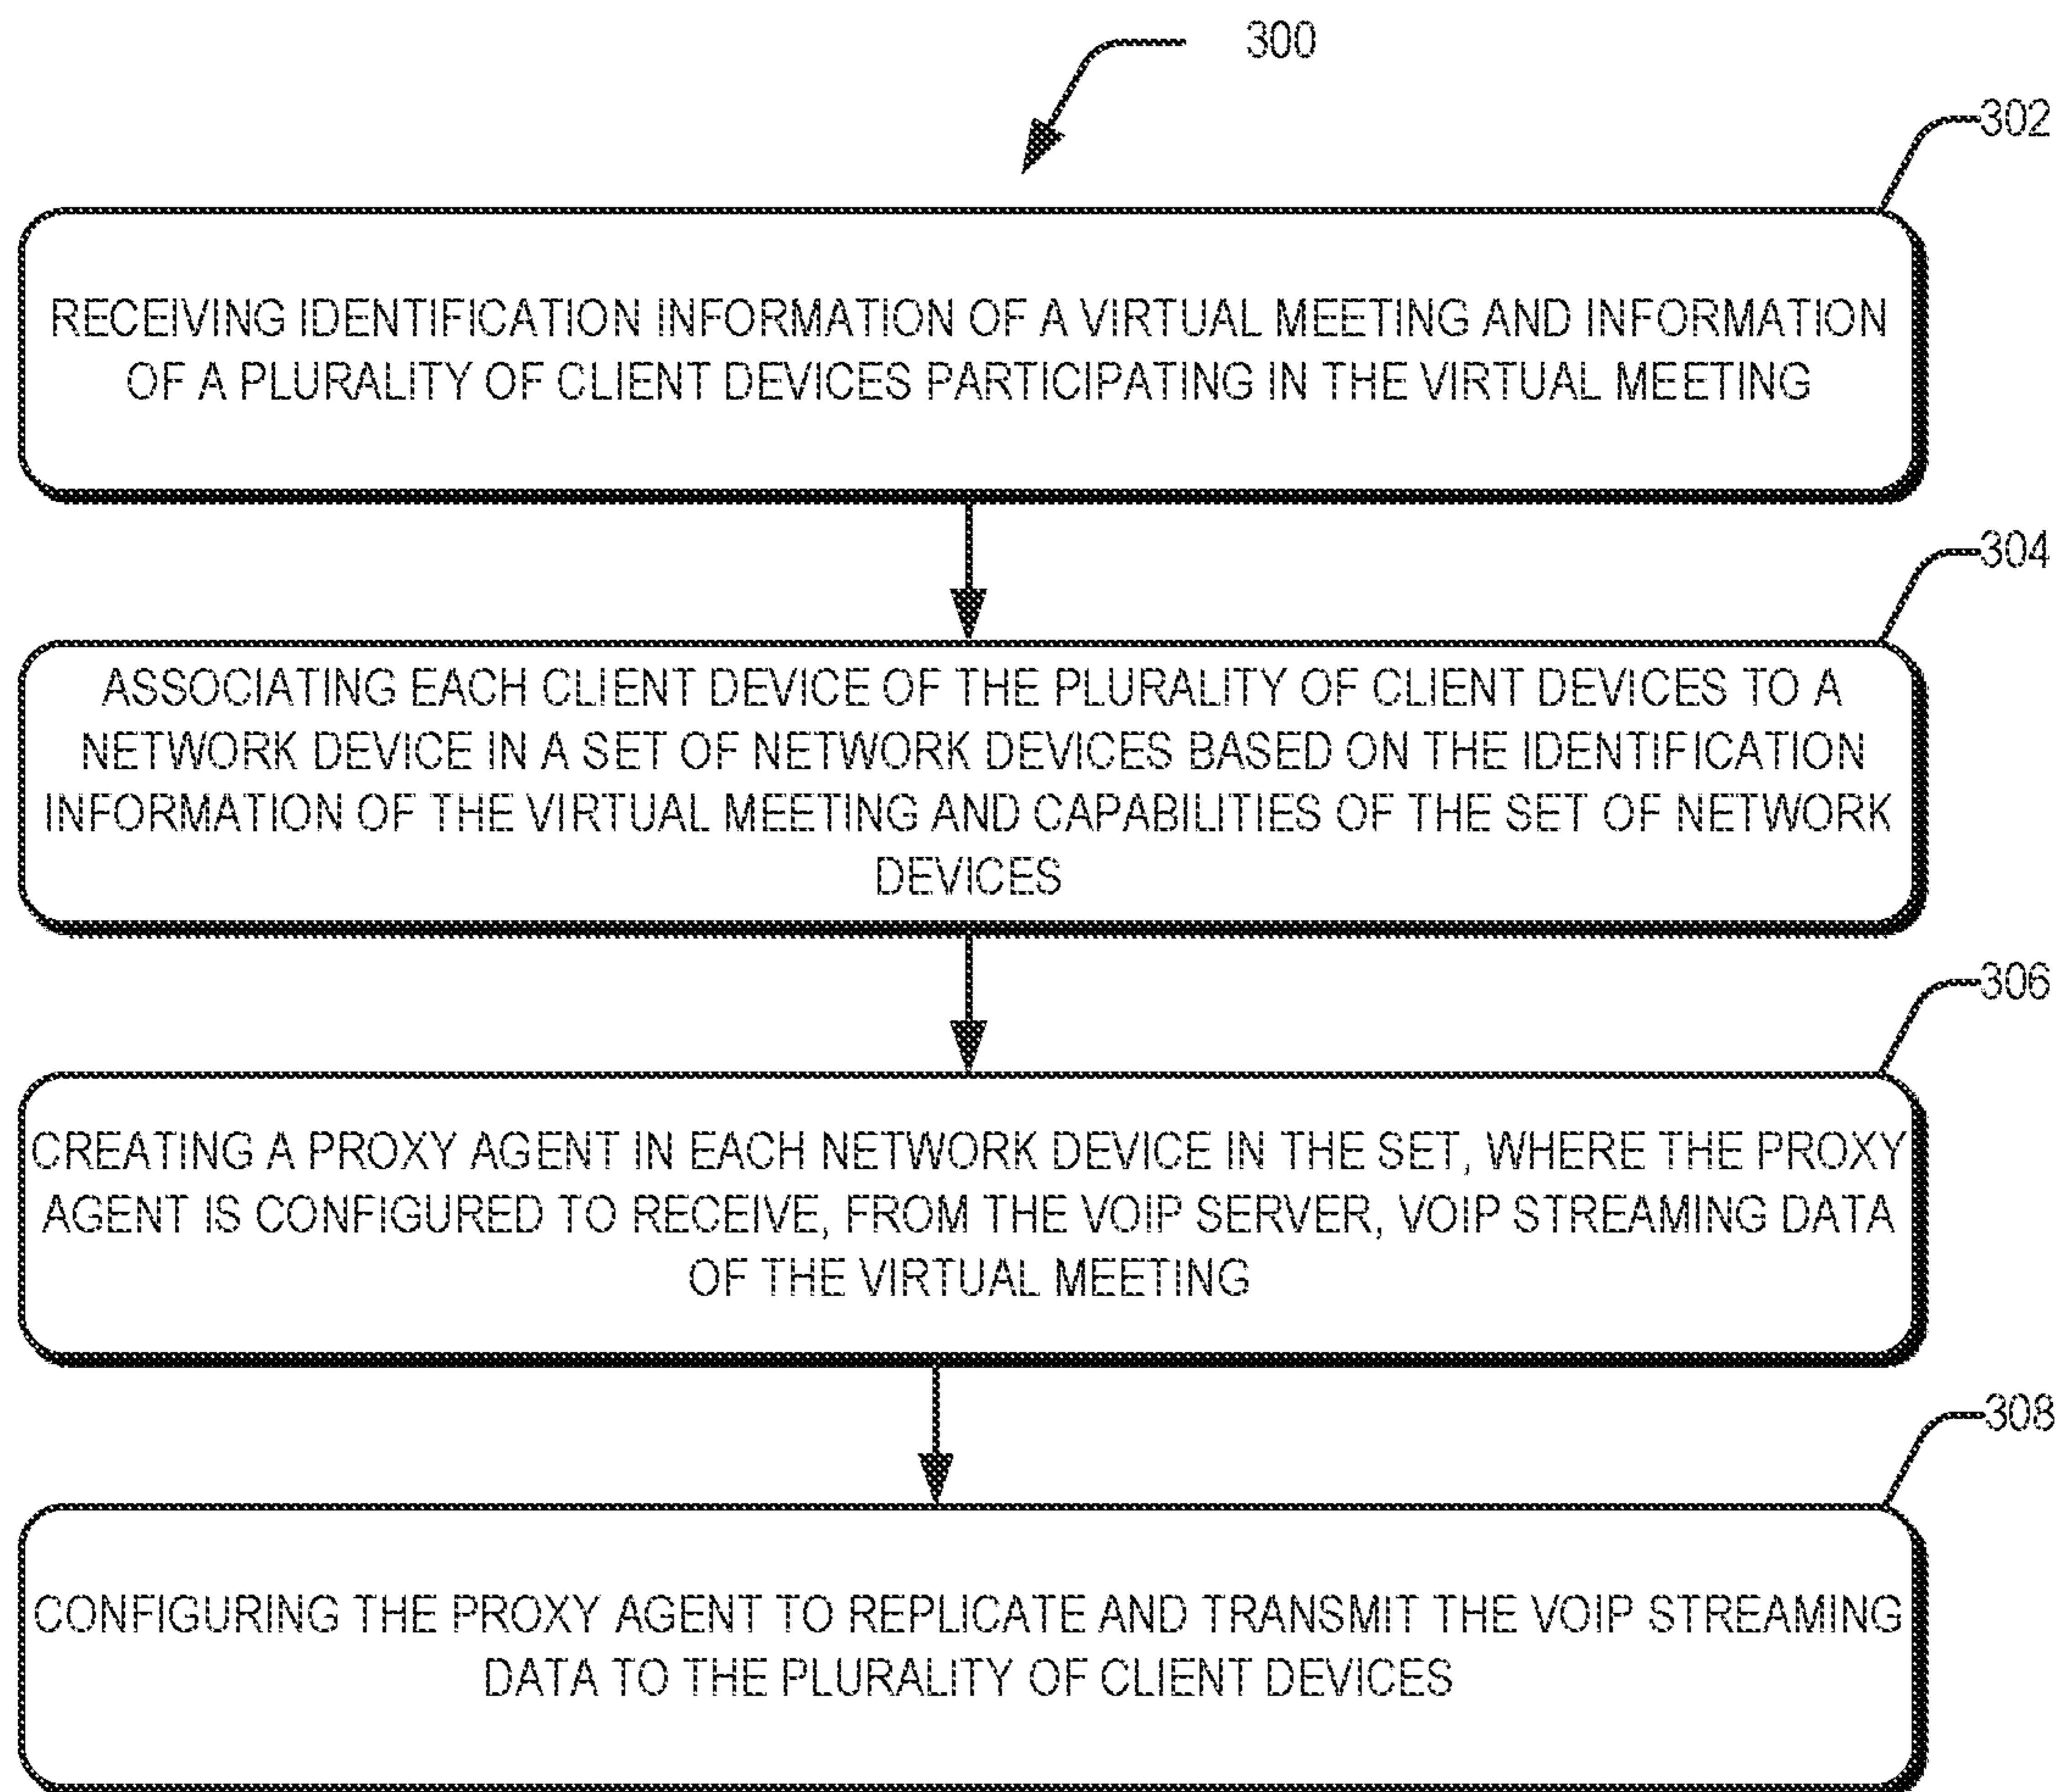 300
302
RECEIVING IDENTIFICATION INFORMATION OF A VIRTUAL MEETING AND INFORMATION
OF A PLURALITY OF CLIENT DEVICES PARTICIPATING IN THE VIRTUAL MEETING
304
ASSOCIATING EACH CLIENT DEVICE OF THE PLURALITY OF CLIENT DEVICES TO A
NETWORK DEVICE IN A SET OF NETWORK DEVICES BASED ON THE IDENTIFICATION
INFORMATION OF THE VIRTUAL MEETING AND CAPABILITIES OF THE SET OF NETWORK
DEVICES
306
CREATING A PROXY AGENT IN EACH NETWORK DEVICE IN THE SET, WHERE THE PROXY
AGENT IS CONFIGURED TO RECEIVE, FROM THE VOIP SERVER, VOIP STREAMING DATA
OF THE VIRTUAL MEETING
308
CONFIGURING THE PROXY AGENT TO REPLICATE AND TRANSMIT THE VOIP STREAMING
DATA TO THE PLURALITY OF CLIENT DEVICES